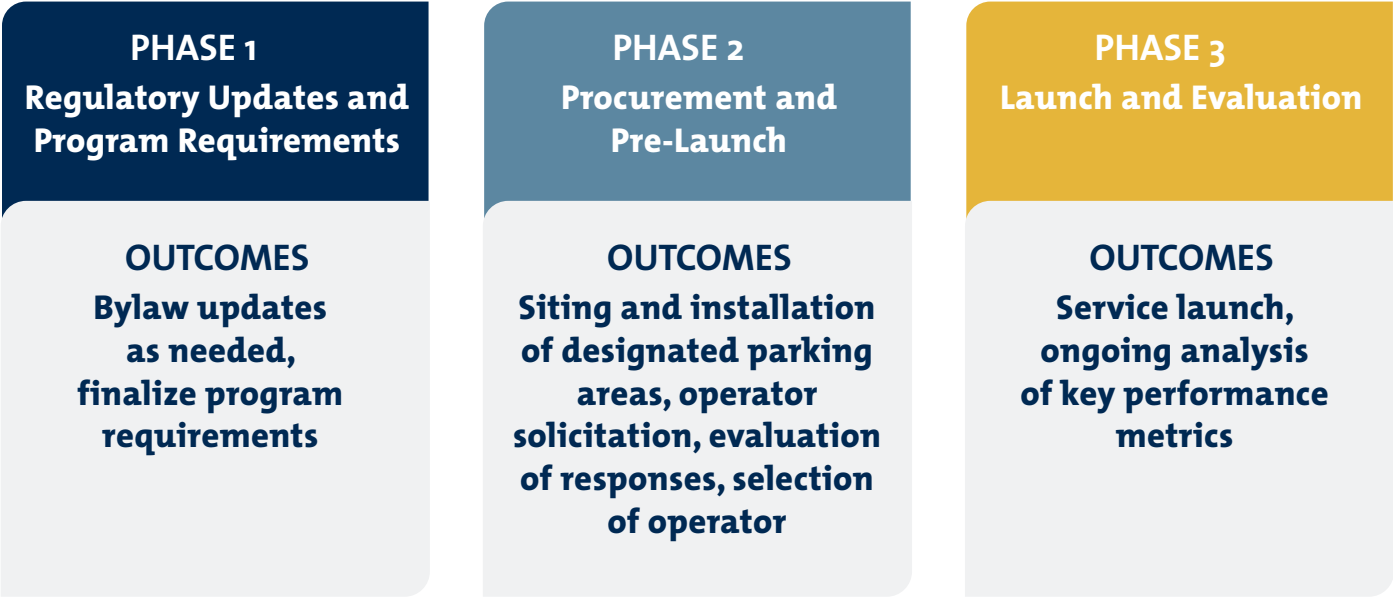 PHASE 1
Regulatory Updates and
Program Requirements
OUTCOMES
Bylaw updates
as needed,
finalize program
requirements
PHASE 2
Procurement and
Pre-Launch
OUTCOMES
Siting and installation
of designated parking
areas, operator
solicitation, evaluation
of responses, selection
of operator
PHASE 3
Launch and Evaluation
OUTCOMES
Service launch,
ongoing analysis
of key performance
metrics